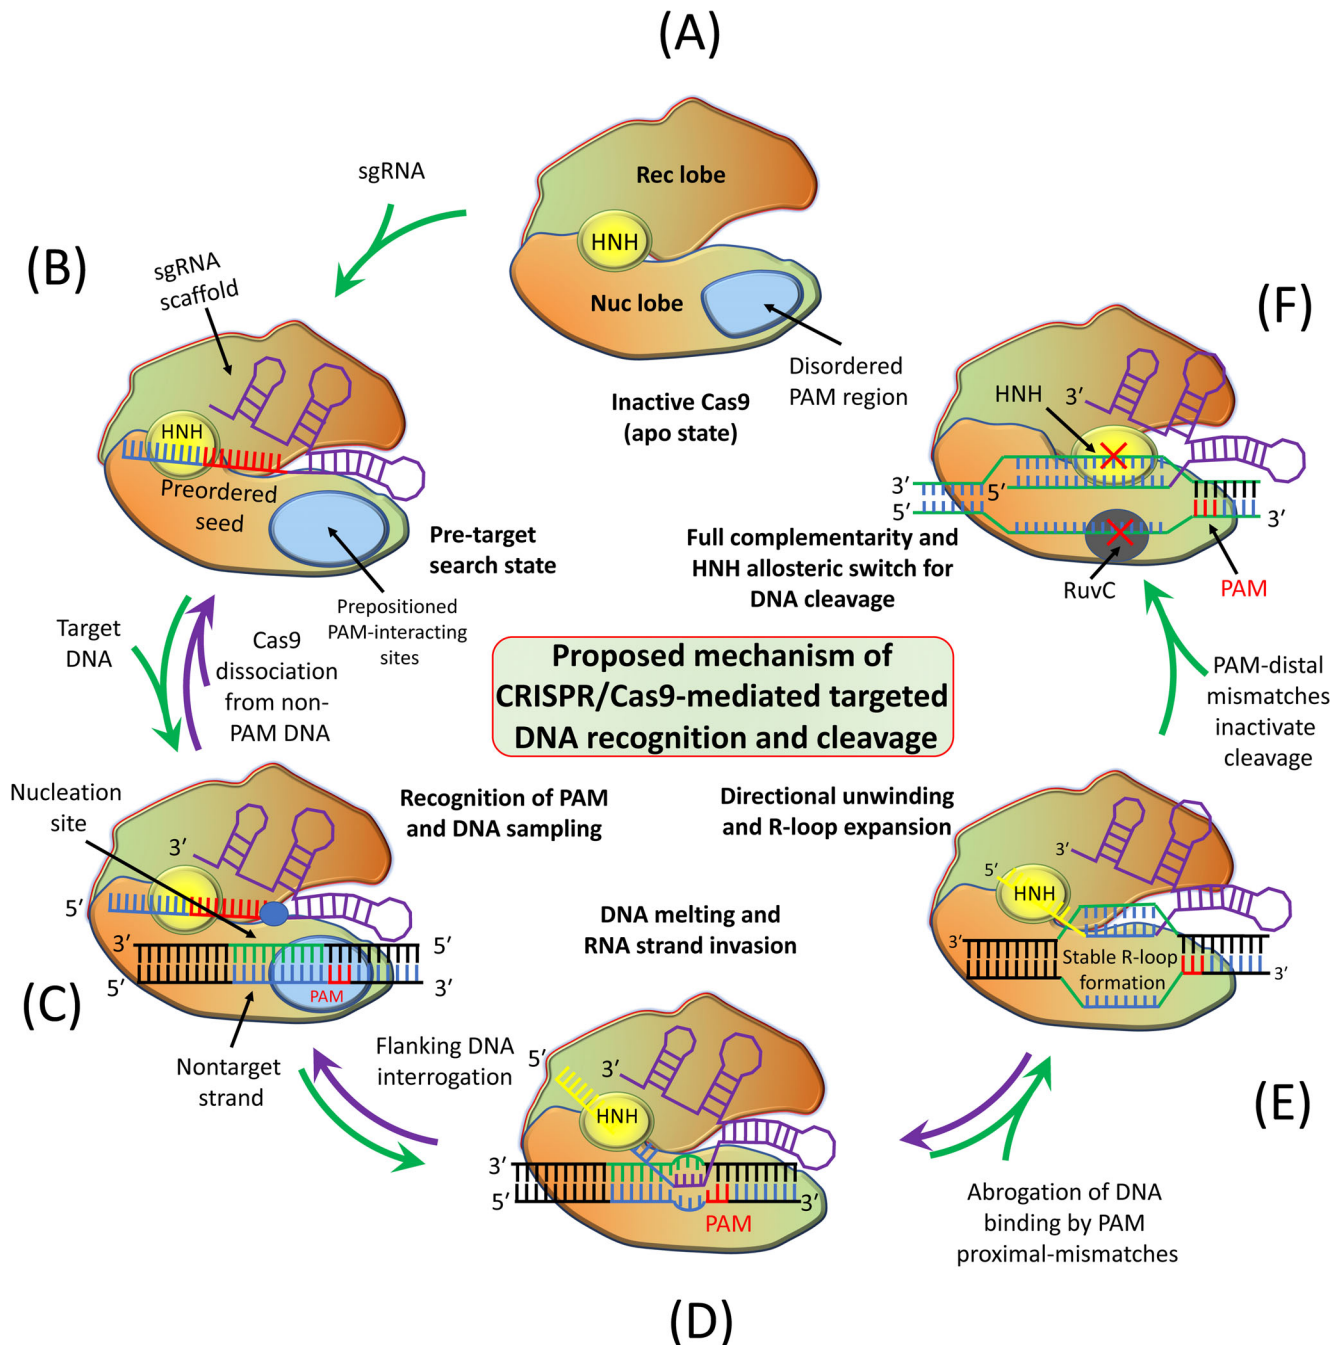 (A)
Rec lobe
HNH
Nuc lobe
Disordered
PAM region
Inactive Cas9
(apo state)
sgRNA
(B)
sgRNA
scaffold
HNH
Preordered
seed
Pre-target
search state
Prepositioned
PAM-interacting
sites
Target
DNA
Cas9
dissociation
from non-
PAM DNA
Proposed mechanism of
CRISPR/Cas9-mediated targeted
DNA recognition and cleavage
(C)
Nucleation
site
3′
5′
3′
5′
5′
3′
PAM
Nontarget
strand
Recognition of PAM
and DNA sampling
Flanking DNA
interrogation
DNA melting and
RNA strand invasion
5′
3′
HNH
3′
5′
3′
PAM
(D)
Directional unwinding
and R-loop expansion
5′
HNH
3′
3′
3′
Stable R-loop
formation
(E)
Abrogation of DNA
binding by PAM
proximal-mismatches
PAM-distal
mismatches
inactivate
cleavage
(F)
HNH
3′
3′
5′
5′
3′
RuvC
PAM
Full complementarity and
HNH allosteric switch for
DNA cleavage